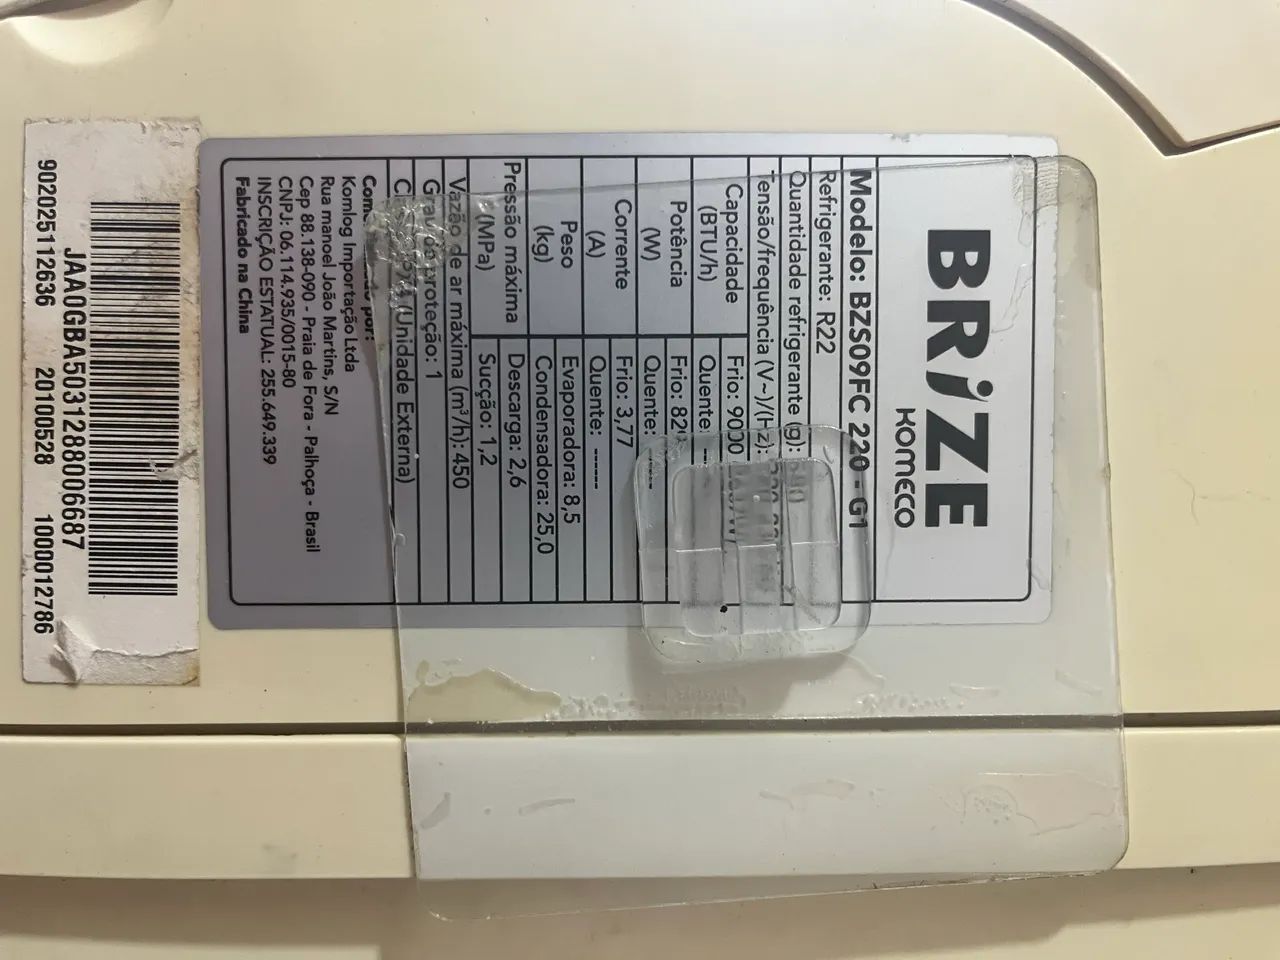 BRIZE
KOMECO
Modelo: BZS09FC 220 - G1
Refrigerante: R22
Quantidade refrigerante (g):
Tensão/frequência (V~)/(Hz):
Capacidade (BTU/h) Frio: 9000
Quente:
Potência (W) Frio:
Quente: ------
Corrente (A) Frio: 3,77
Quente: ------
Peso (kg) Evaporadora: 8,5
Condensadora: 25,0
Pressão máxima (MPa) Descarga: 2,6
Sucção: 1,2
Vazão de ar máxima (m³/h): 450
Grau de proteção: 1
(Unidade Externa)
por:
Komlog Importação Ltda
Rua manoel João Martins, S/N
Cep 88.138-090 - Praia de Fora - Palhoça - Brasil
CNPJ: 06.114.935/0015-80
INSCRIÇÃO ESTATUAL: 255.649.339
Fabricado na China
JAA0GBA5031288006687
902025112636 20100528 1000012786